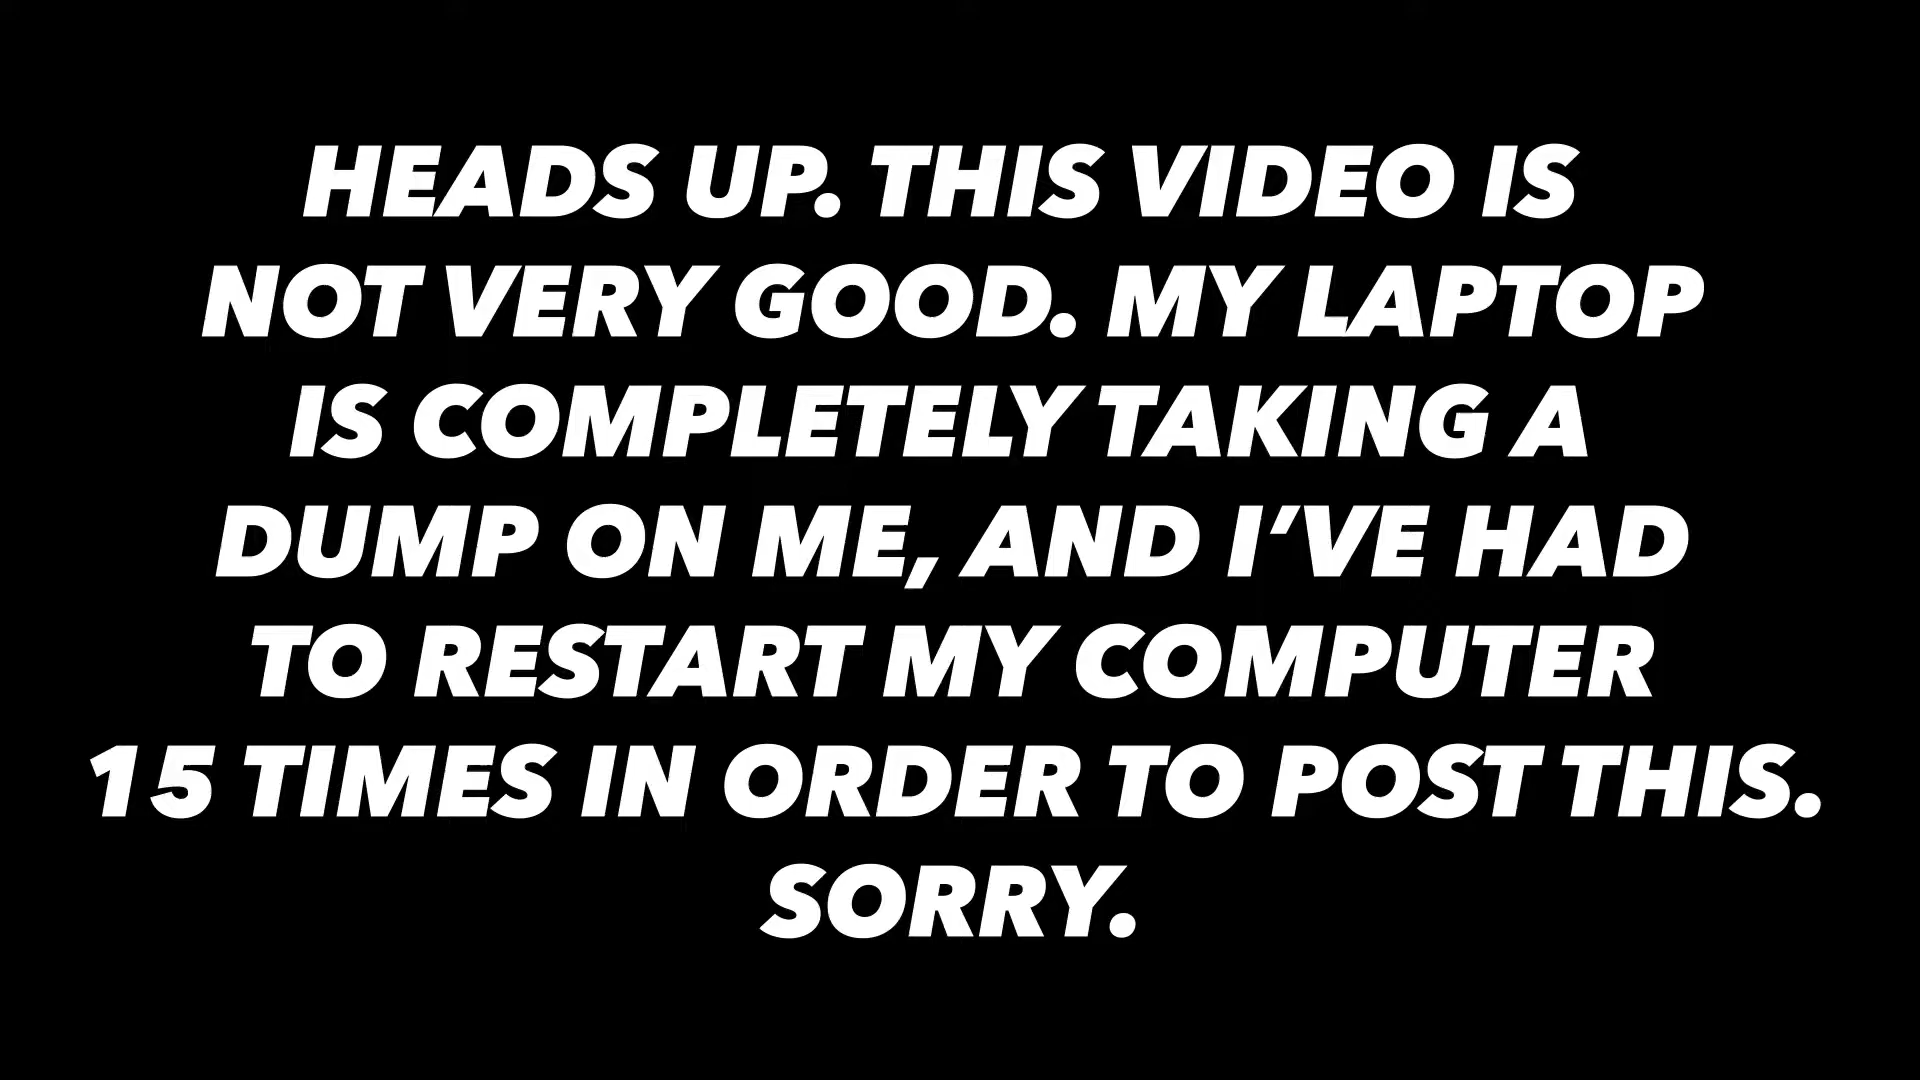 HEADS UP. THIS VIDEO IS
NOT VERY GOOD. MY LAPTOP
IS COMPLETELY TAKING A
DUMP ON ME, AND I’VE HAD
TO RESTART MY COMPUTER
15 TIMES IN ORDER TO POST THIS.
SORRY.